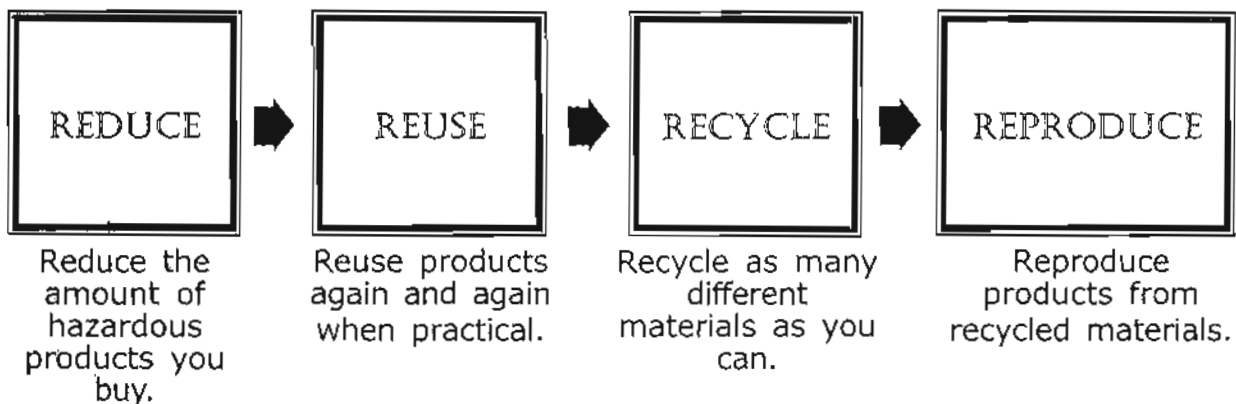 REDUCE
REUSE
RECYCLE
REPRODUCE
Reduce the
amount of
hazardous
products you
buy.
Reuse products
again and again
when practical.
Recycle as many
different
materials as you
can.
Reproduce
products from
recycled materials.